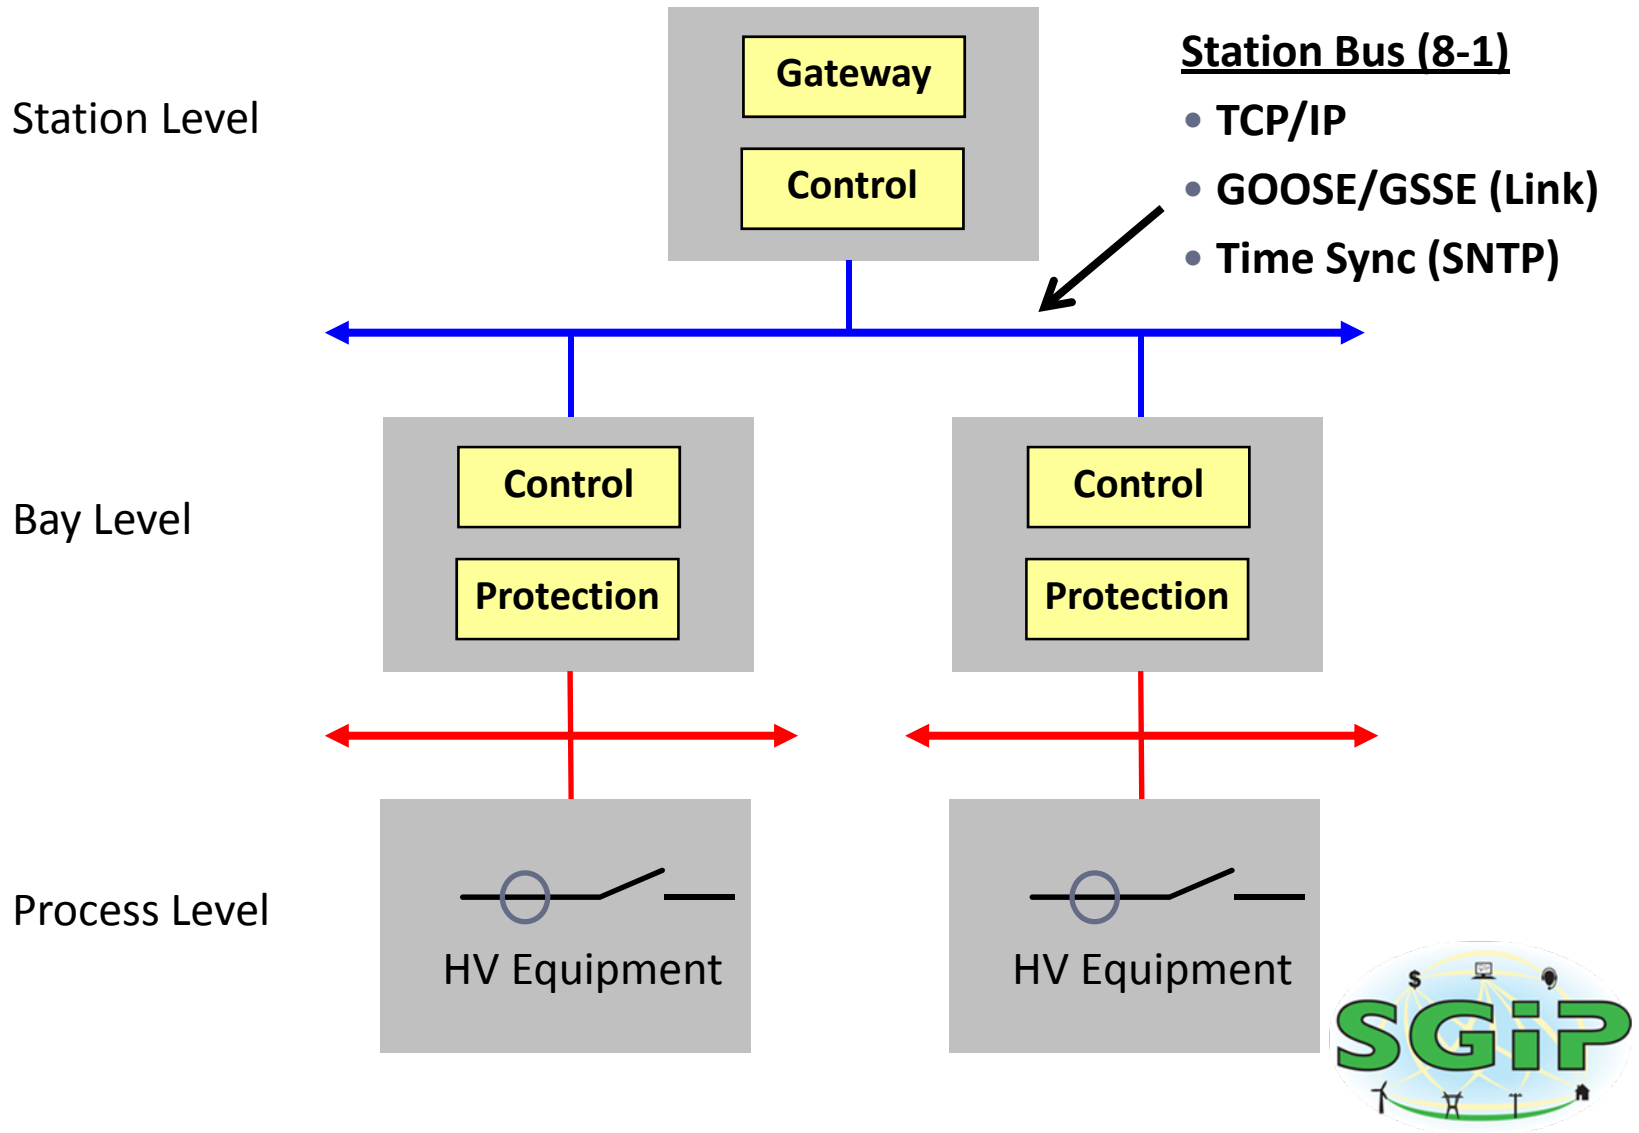 Station Level
Gateway
Control
Station Bus (8-1)
• TCP/IP
• GOOSE/GSSE (Link)
• Time Sync (SNTP)
Bay Level
Control
Protection
Control
Protection
Process Level
HV Equipment
HV Equipment
$
SGiP